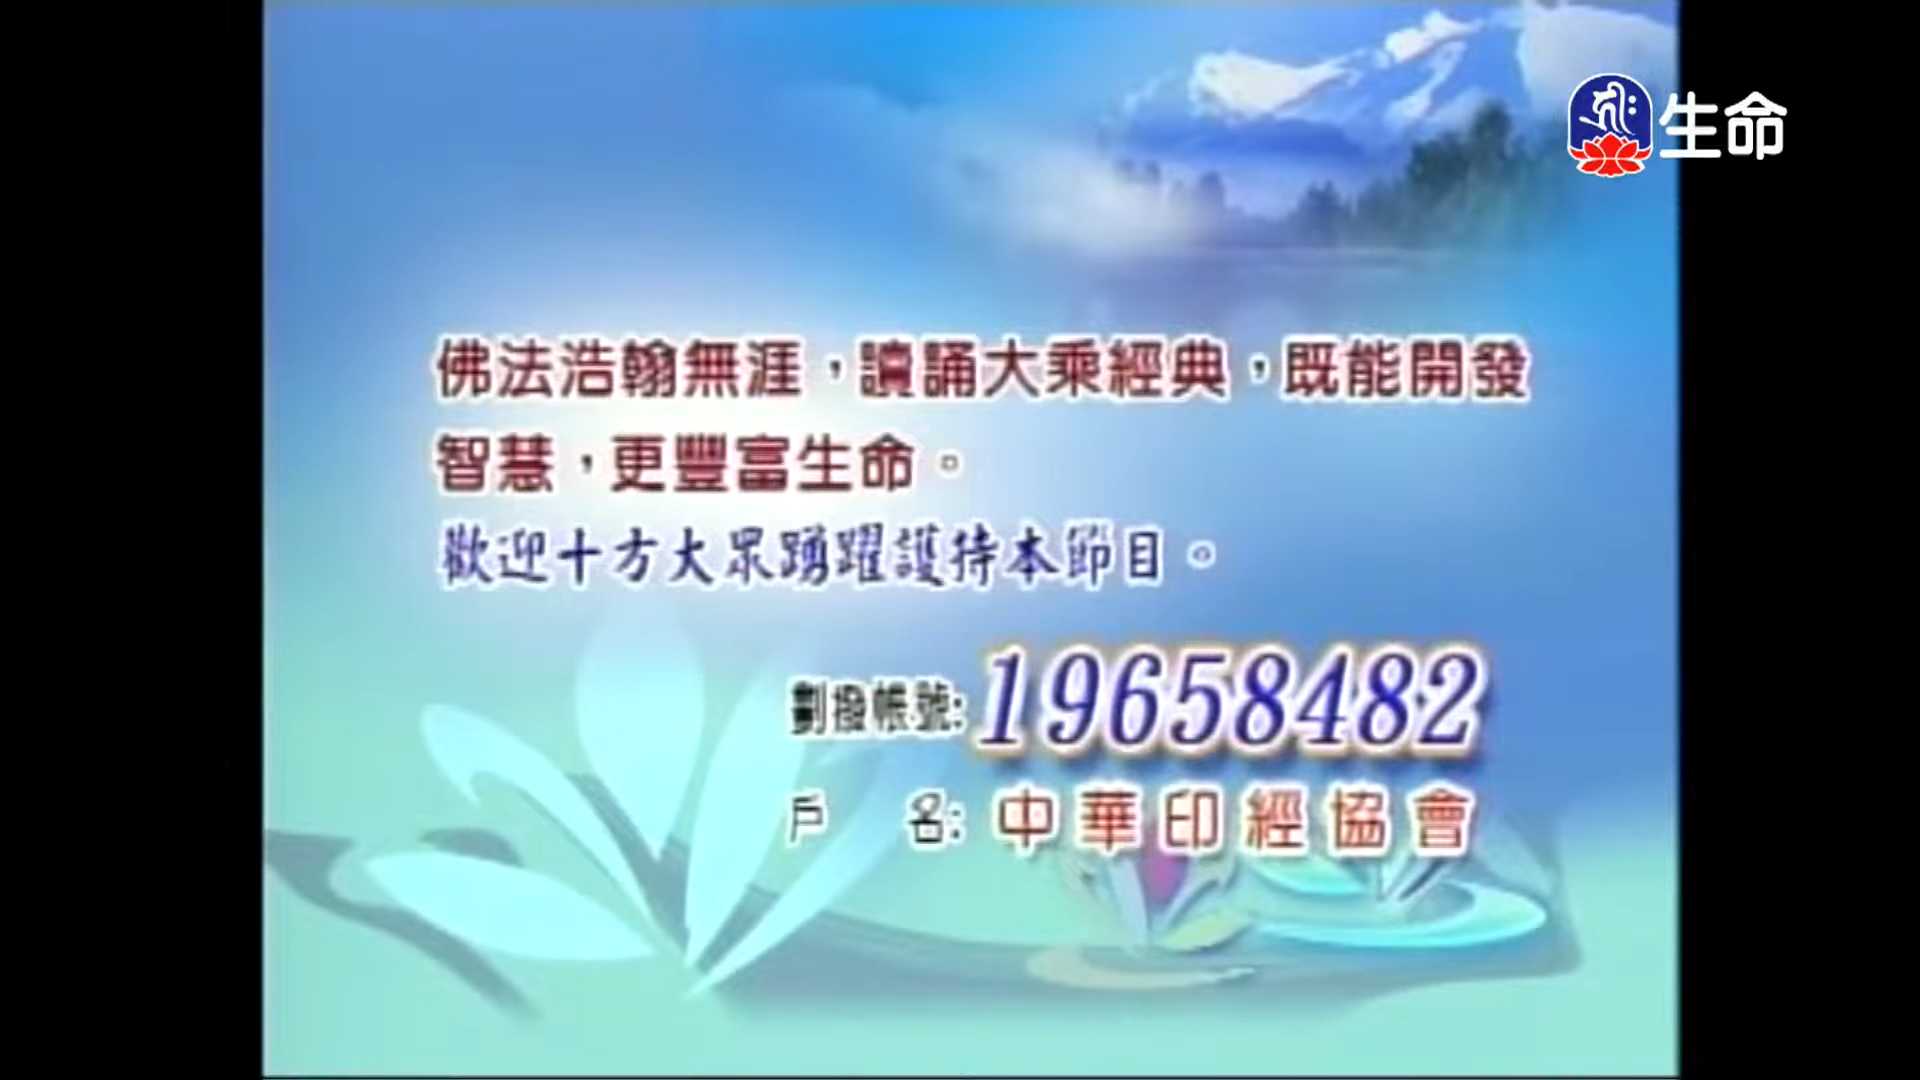 生命
佛法浩翰無涯，讀誦大乘經典，既能開發
智慧，更豐富生命。
歡迎十方大眾踴躍護持本節目。
劃撥帳號:19658482
戶 名:中華印經協會